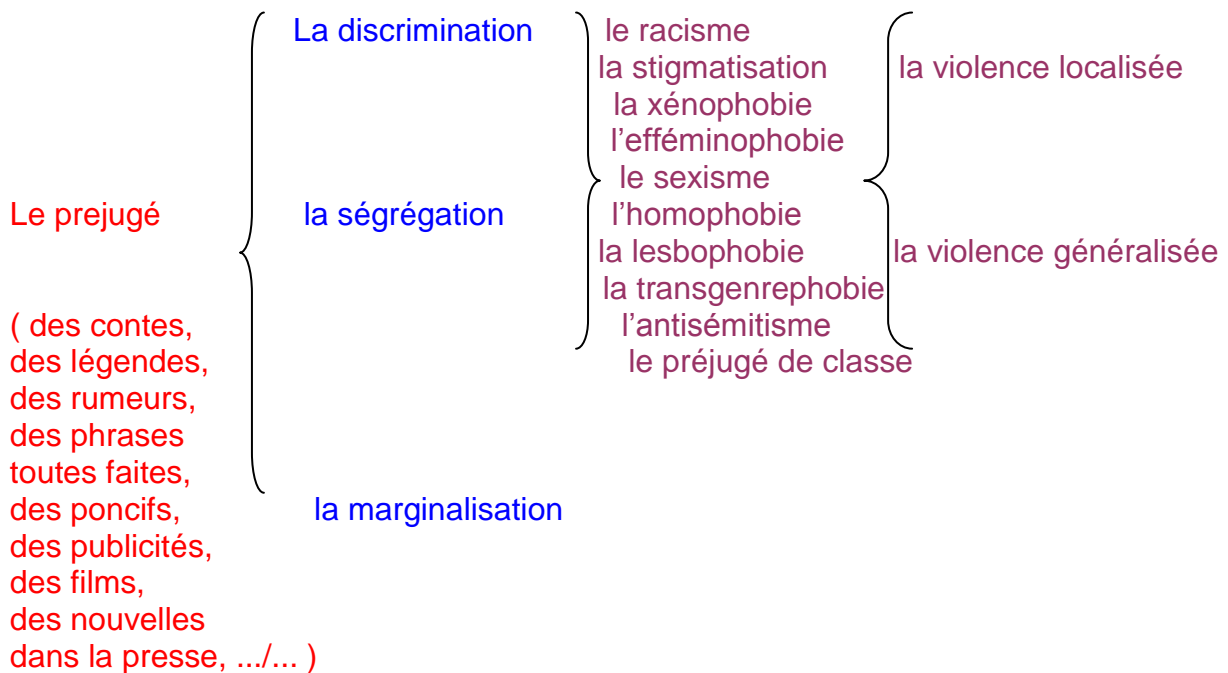 La discrimination
le racisme
la stigmatisation
la violence localisée
la xénophobie
l'efféminophobie
le sexisme
Le prejugé
la ségrégation
l'homophobie
la lesbophobie
la violence généralisée
la transgenrephobie
( des contes,
l'antisémitisme
des légendes,
le préjugé de classe
des rumeurs,
des phrases
toutes faites,
des poncifs,
la marginalisation
des publicités,
des films,
des nouvelles
dans la presse, .../... )